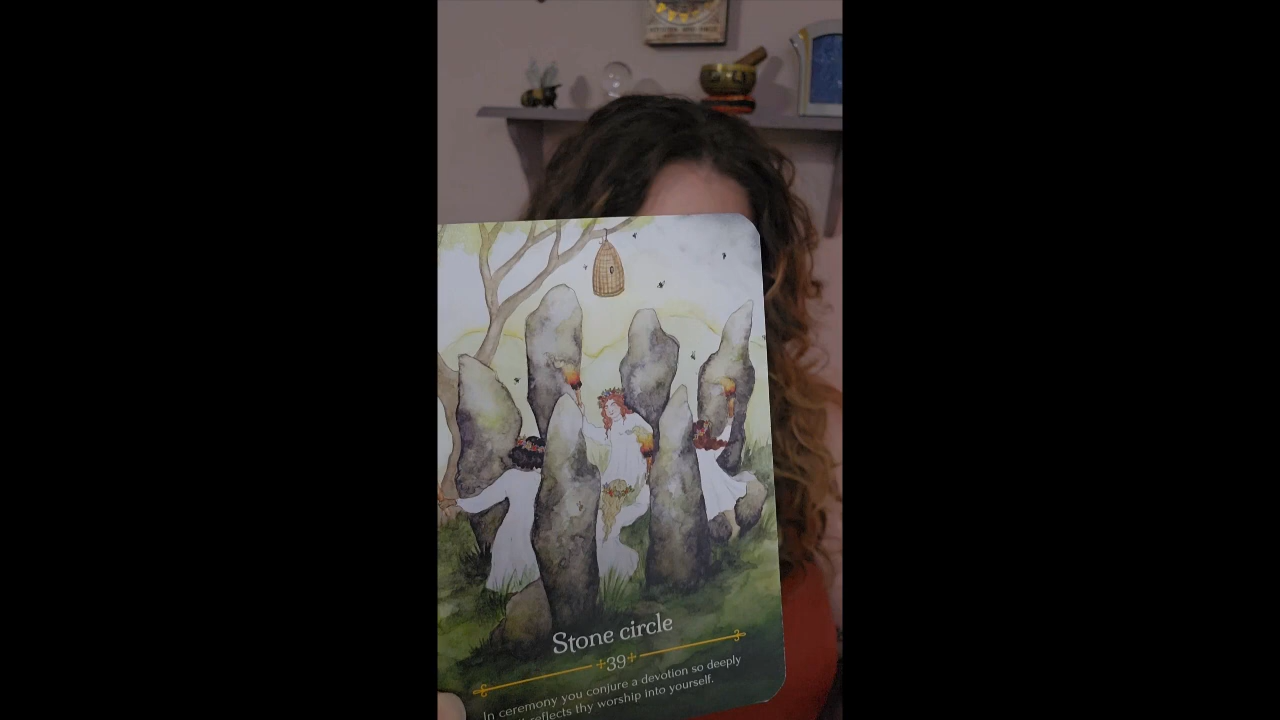 Stone circle
39
In ceremony you conjure a devotion so deeply
reflects thy worship into yourself.